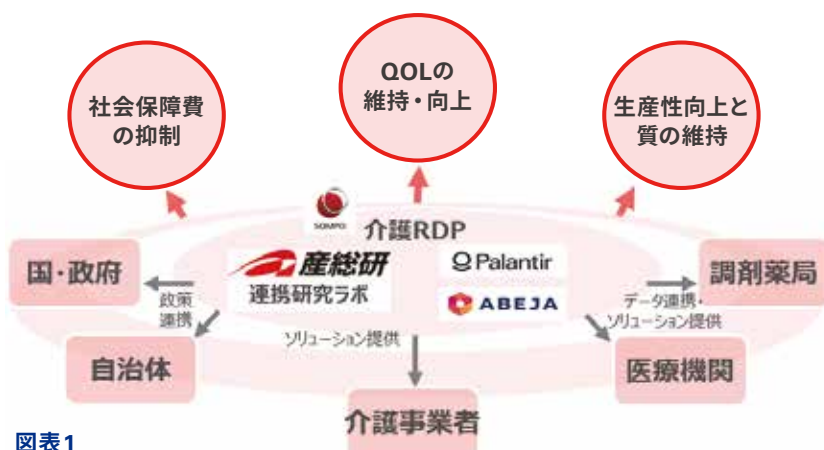 社会保障費
の抑制
QOLの
維持・向上
生産性向上と
質の維持
SOMPO
介護RDP
産総研
連携研究ラボ
Palantir
ABEJA
国・政府
政策
連携
自治体
ソリューション提供
介護事業者
データ連携・
ソリューション提供
調剤薬局
医療機関
図表1